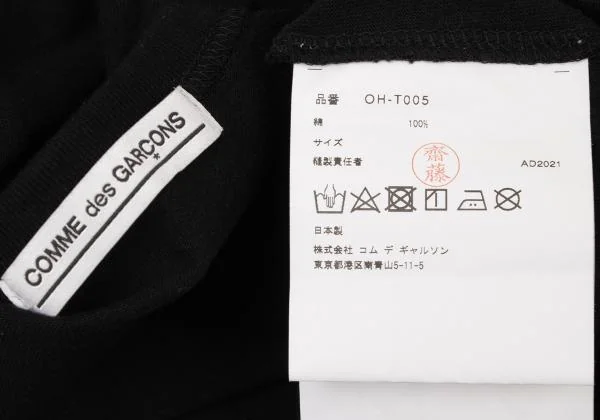 COMME des GARÇONS
品番 OH-T005
綿 100%
サイズ
縫製責任者 齋藤 AD2021
日本製
株式会社 コム デ ギャルソン
東京都港区南青山5-11-5